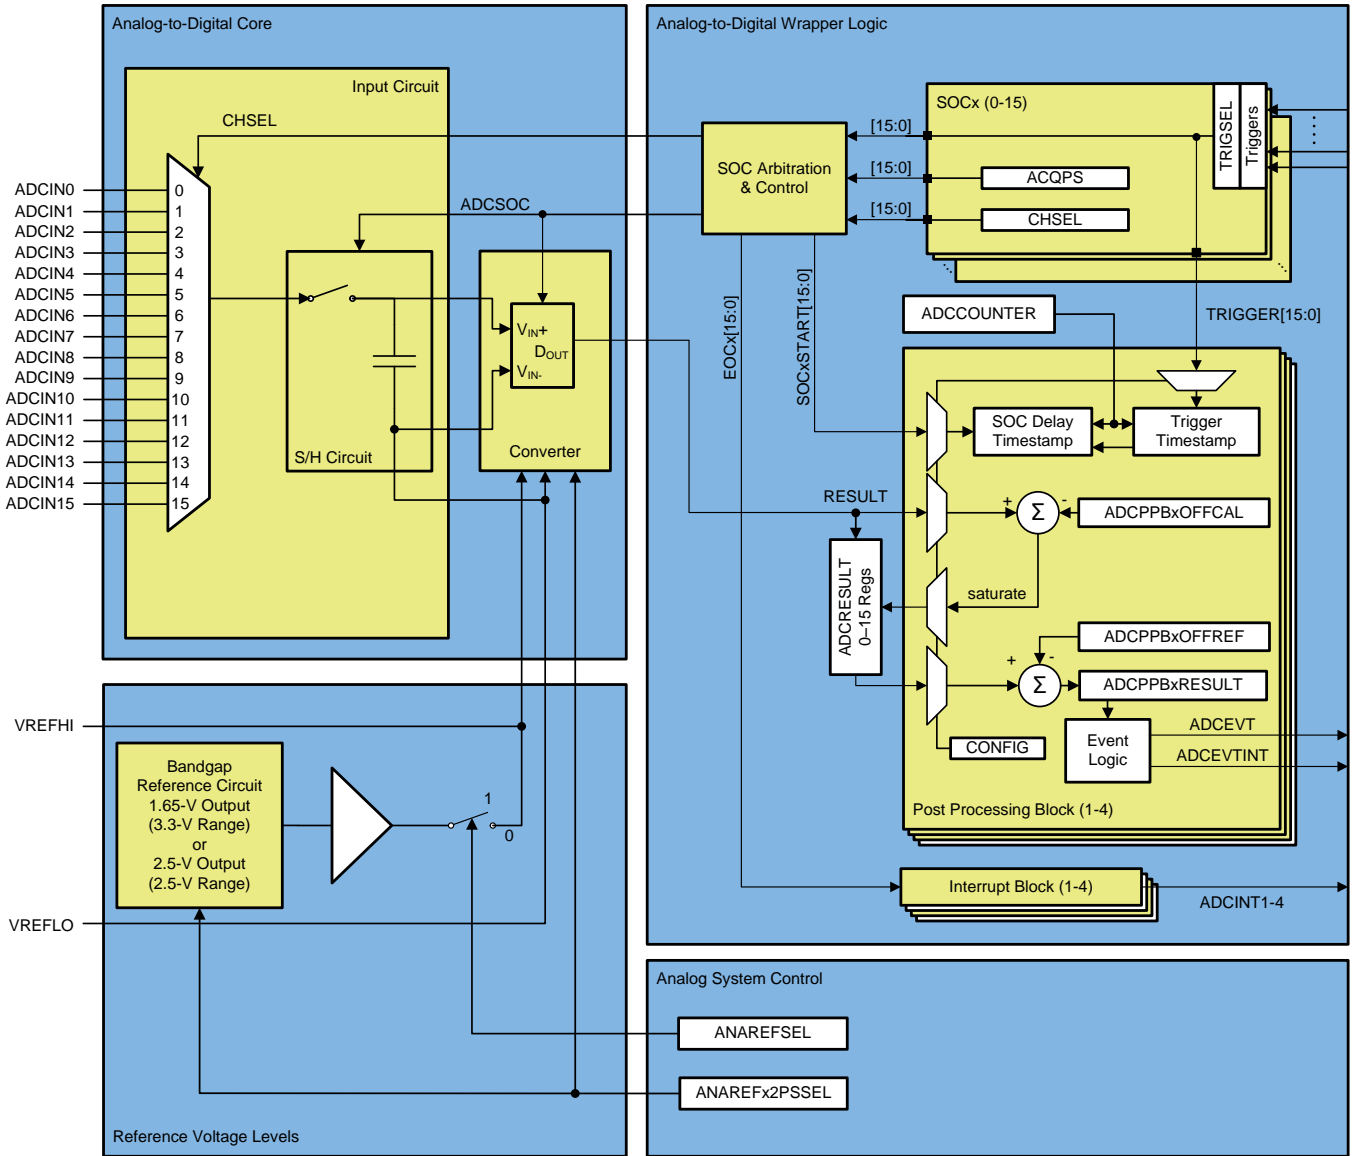 Analog-to-Digital Core
Input Circuit
CHSEL
ADCIN0
ADCIN1
ADCIN2
ADCIN3
ADCIN4
ADCIN5
ADCIN6
ADCIN7
ADCIN8
ADCIN9
ADCIN10
ADCIN11
ADCIN12
ADCIN13
ADCIN14
ADCIN15
0
1
2
3
4
5
6
7
8
9
10
11
12
13
14
15
ADCSOC
S/H Circuit
VIN+
DOUT
VIN-
Converter
Analog-to-Digital Wrapper Logic
SOC Arbitration
& Control
[15:0]
[15:0]
[15:0]
SOCx (0-15)
TRIGSEL
Triggers
ACQPS
CHSEL
EOCx[15:0]
SOCxSTART[15:0]
ADCCOUNTER
TRIGGER[15:0]
SOC Delay
Timestamp
Trigger
Timestamp
RESULT
+
-
Σ
ADCPPBxOFFCAL
ADCRESULT
0–15 Regs
saturate
ADCPPBxOFFREF
+
-
Σ
ADCPPBxRESULT
CONFIG
Event
Logic
ADCEVT
ADCEVTINT
Post Processing Block (1-4)
Interrupt Block (1-4)
ADCINT1-4
VREFHI
Bandgap
Reference Circuit
1.65-V Output
(3.3-V Range)
or
2.5-V Output
(2.5-V Range)
1
0
VREFLO
Reference Voltage Levels
Analog System Control
ANAREFSEL
ANAREFx2PSSEL